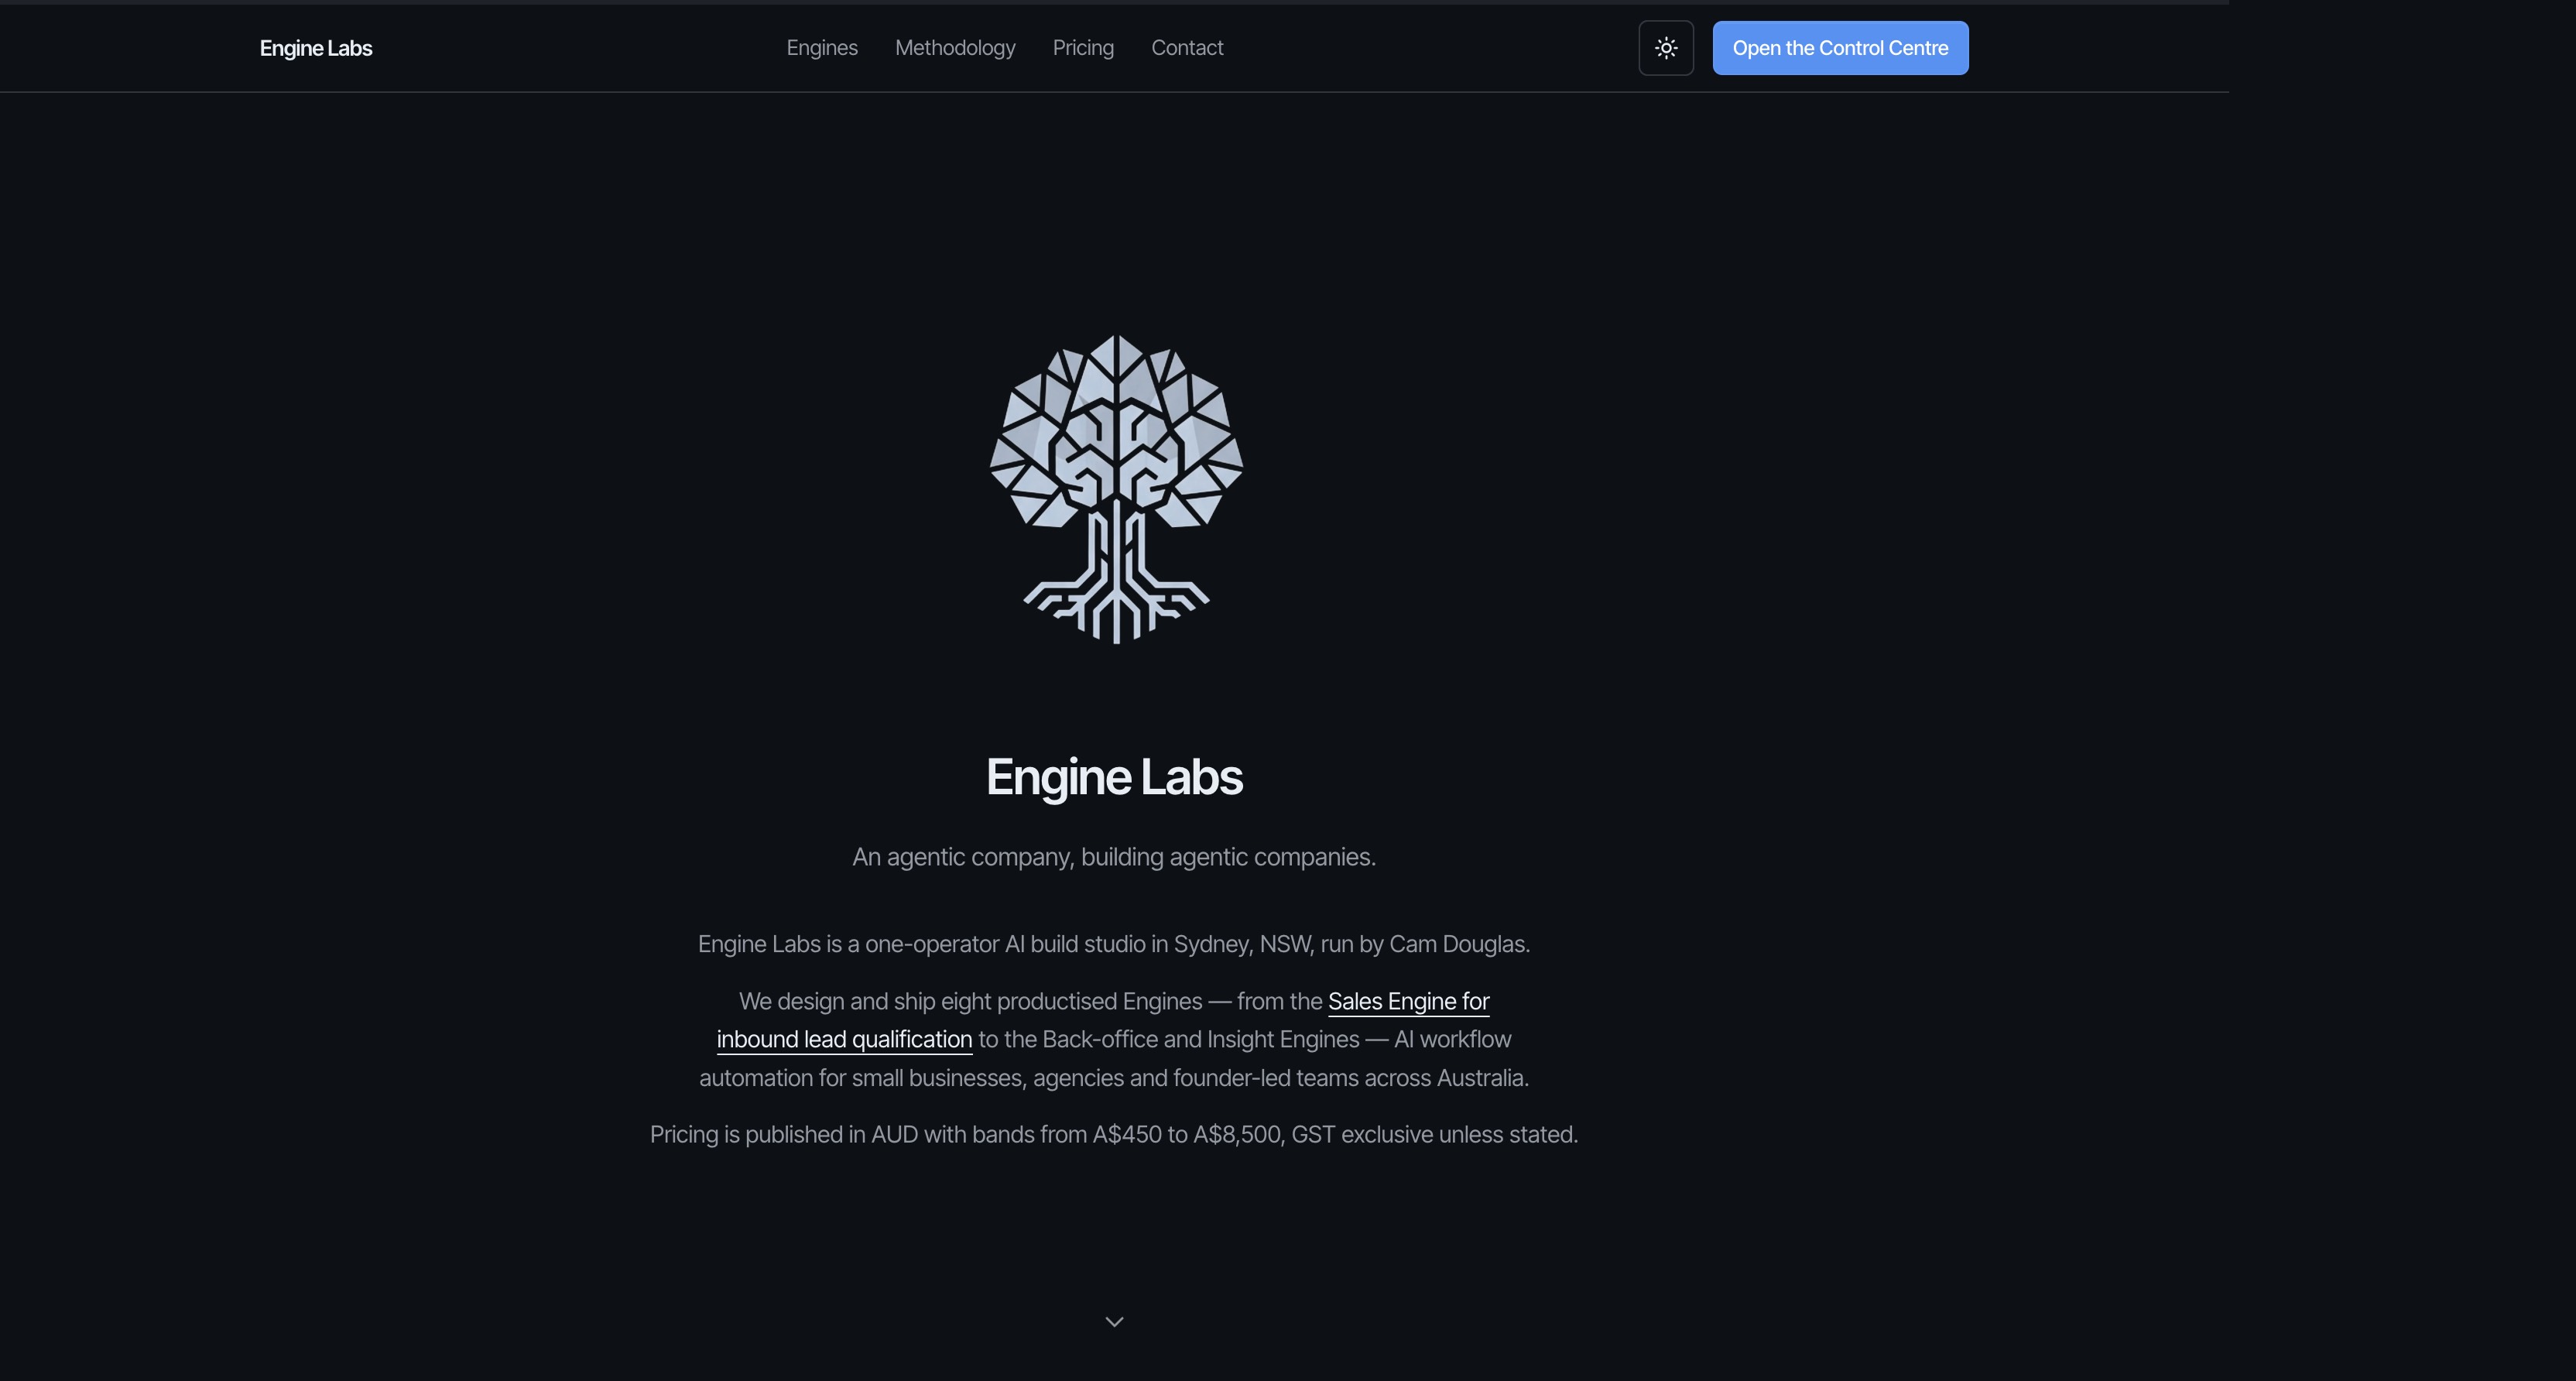 Engine Labs
Engines
Methodology
Pricing
Contact
Open the Control Centre
Engine Labs
An agentic company, building agentic companies.
Engine Labs is a one-operator AI build studio in Sydney, NSW, run by Cam Douglas.
We design and ship eight productised Engines — from the Sales Engine for
inbound lead qualification to the Back-office and Insight Engines — AI workflow
automation for small businesses, agencies and founder-led teams across Australia.
Pricing is published in AUD with bands from A$450 to A$8,500, GST exclusive unless stated.